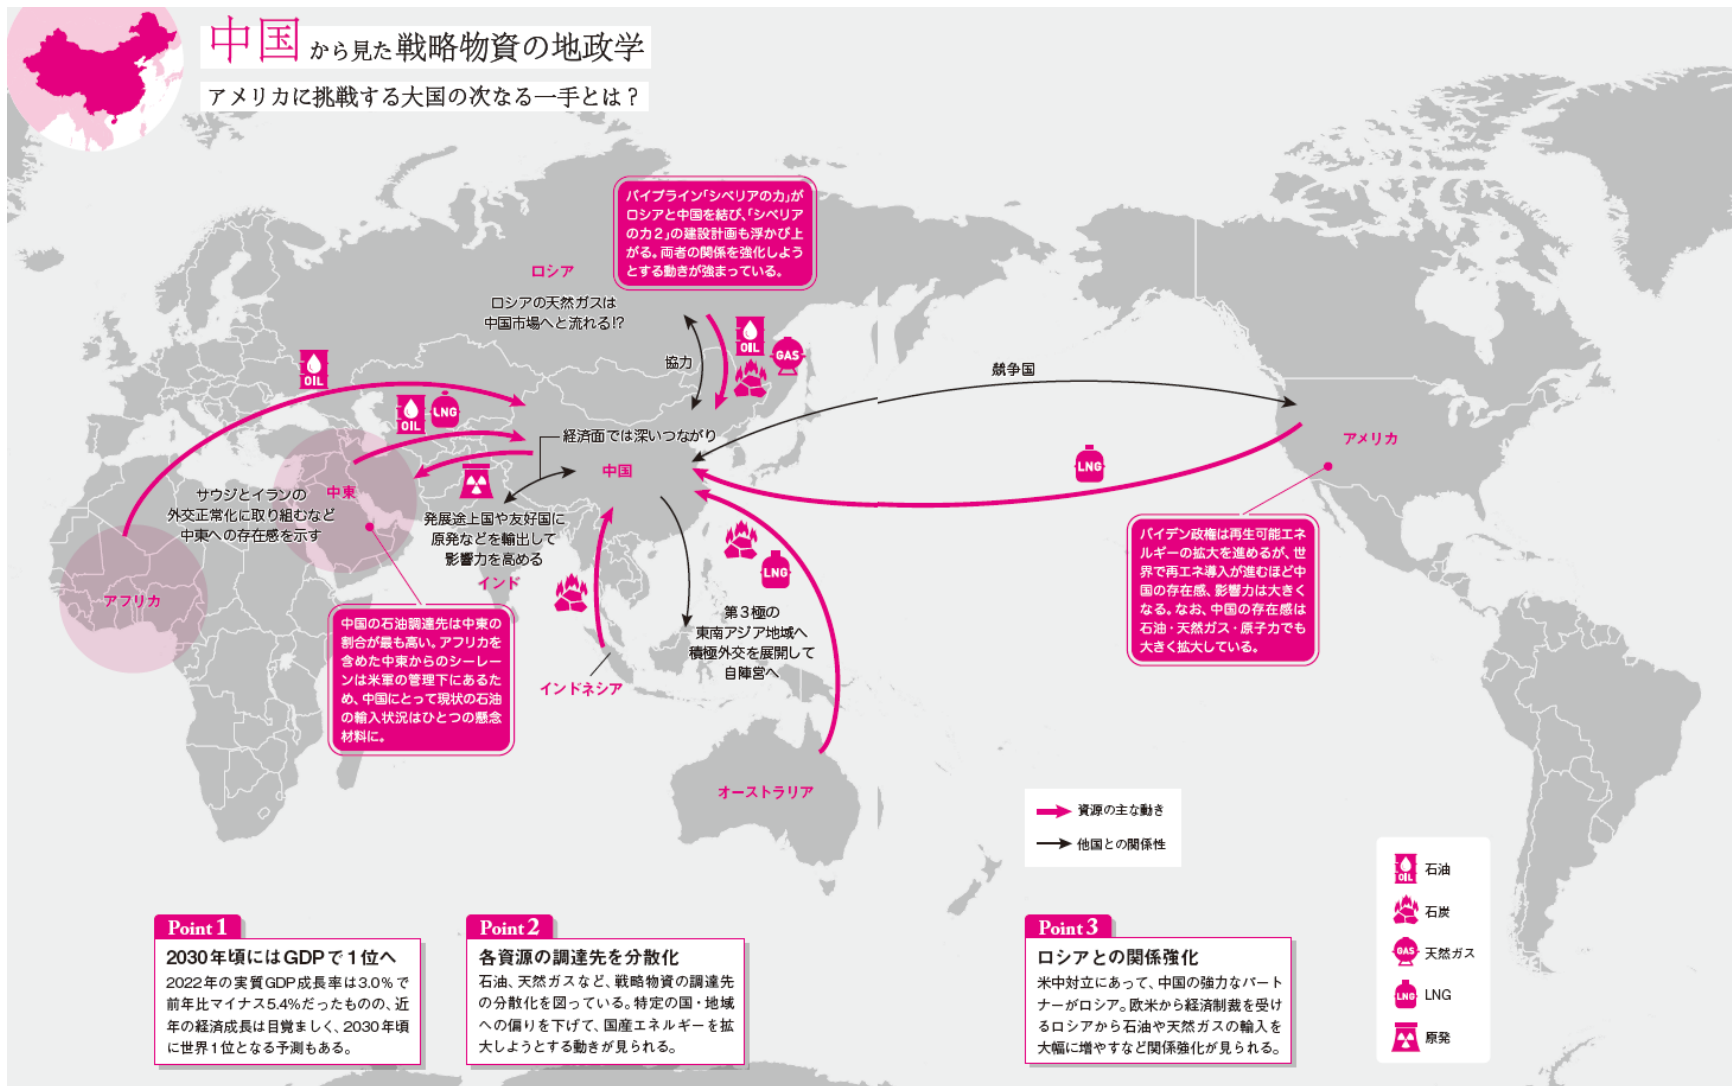 中国から見た戦略物資の地政学
アメリカに挑戦する大国の次なる一手とは？
パイプライン「シベリアの力」が
ロシアと中国を結び、「シベリア
の力２」の建設計画も浮かび上
がる。両者の関係を強化しよう
とする動きが強まっている。
ロシア
ロシアの天然ガスは
中国市場へと流れる!?
協力
OIL
GAS
競争国
OIL
OIL
LNG
経済面では深いつながり
中国
アメリカ
LNG
サウジとイランの
外交正常化に取り組むなど
中東への存在感を示す
中東
発展途上国や友好国に
原発などを輸出して
影響力を高める
インド
アフリカ
LNG
第３極の
東南アジア地域へ
積極外交を展開して
自陣営へ
インドネシア
オーストラリア
中国の石油調達先は中東の
割合が最も高い。アフリカを
含めた中東からのシーレー
ンは米軍の管理下にあるた
め、中国にとって現状の石油
の輸入状況はひとつの懸念
材料に。
バイデン政権は再生可能エネ
ルギーの拡大を進めるが、世
界で再エネ導入が進むほど中
国の存在感、影響力は大きく
なる。なお、中国の存在感は
石油・天然ガス・原子力でも
大きく拡大している。
資源の主な動き
他国との関係性
OIL 石油
石炭
GAS 天然ガス
LNG LNG
原発
Point 1
2030年頃にはGDPで１位へ
2022年の実質GDP成長率は3.0％で
前年比マイナス5.4％だったものの、近
年の経済成長は目覚ましく、2030年頃
に世界１位となる予測もある。
Point 2
各資源の調達先を分散化
石油、天然ガスなど、戦略物資の調達先
の分散化を図っている。特定の国・地域
への偏りを下げて、国産エネルギーを拡
大しようとする動きが見られる。
Point 3
ロシアとの関係強化
米中対立にあって、中国の強力なパート
ナーがロシア。欧米から経済制裁を受け
るロシアから石油や天然ガスの輸入を
大幅に増やすなど関係強化が見られる。